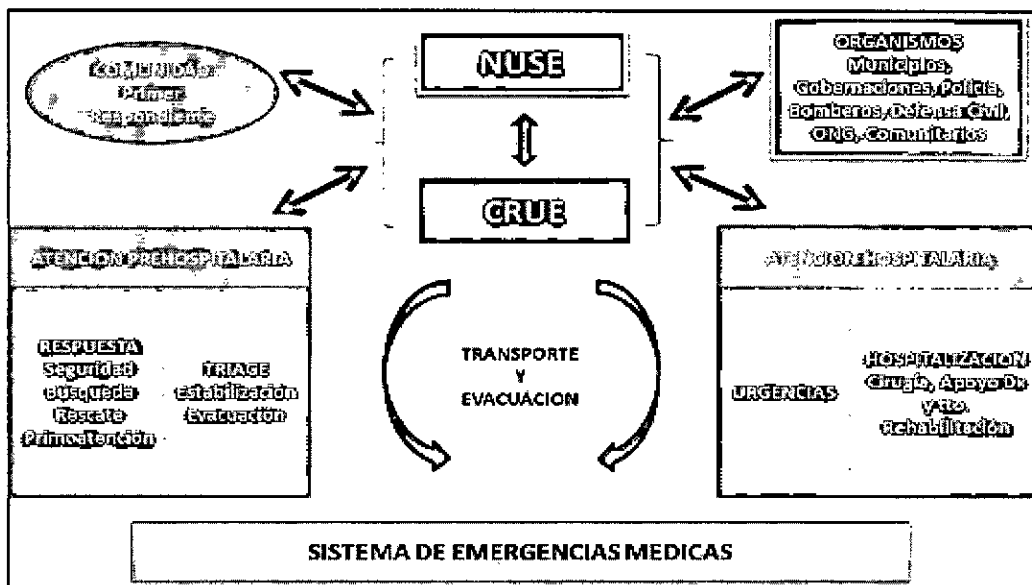 COMUNIDAD
Primer
Respondiente
NUSE
CRUE
ORGANISMOS
Municipios,
Gobernaciones, Policia,
Bomberos, Defensa Civil,
ONG, Comunitarios
ATENCION PREHOSPITALARIA
RESPUESTA
Seguridad
Búsqueda
Rescate
Primoatención
TRIAGE
Estabilización
Evacuación
TRANSPORTE
Y
EVACUACION
ATENCION HOSPITALARIA
URGENCIAS
HOSPITALIZACION
Cirugía, Apoyo Dx
y tto.
Rehabilitación
SISTEMA DE EMERGENCIAS MEDICAS